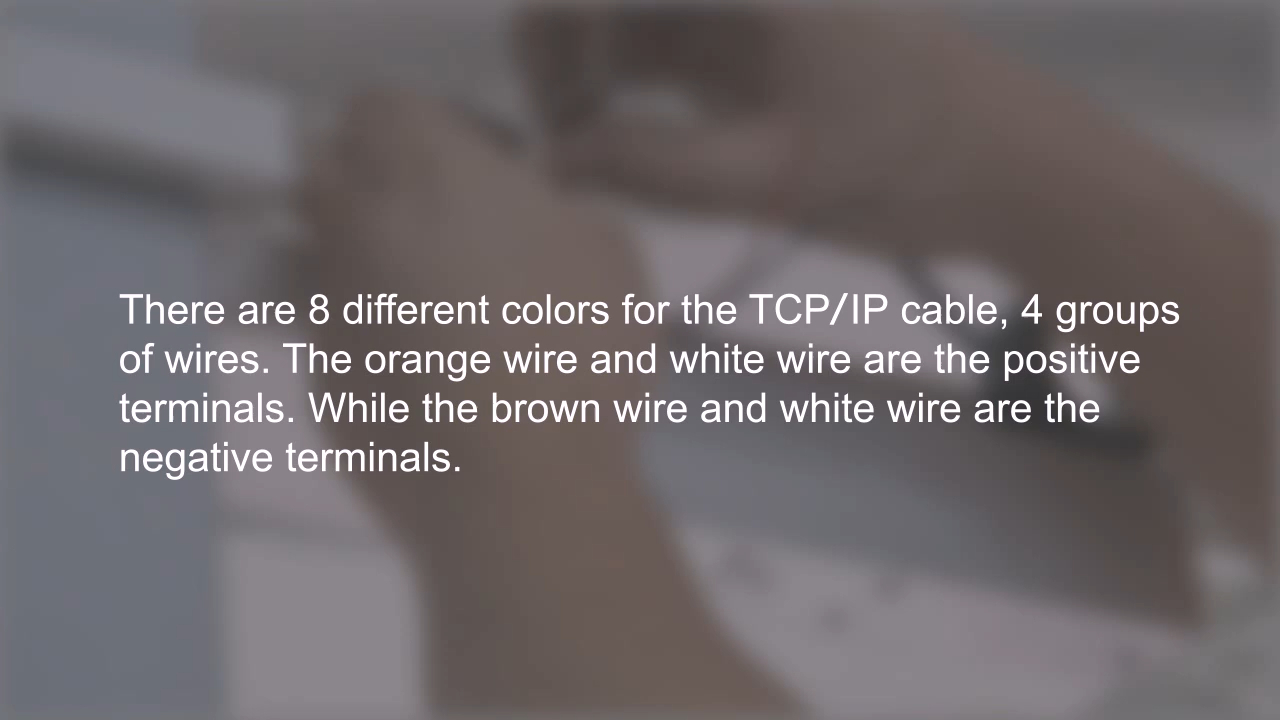 There are 8 different colors for the TCP/IP cable, 4 groups
of wires. The orange wire and white wire are the positive
terminals. While the brown wire and white wire are the
negative terminals.